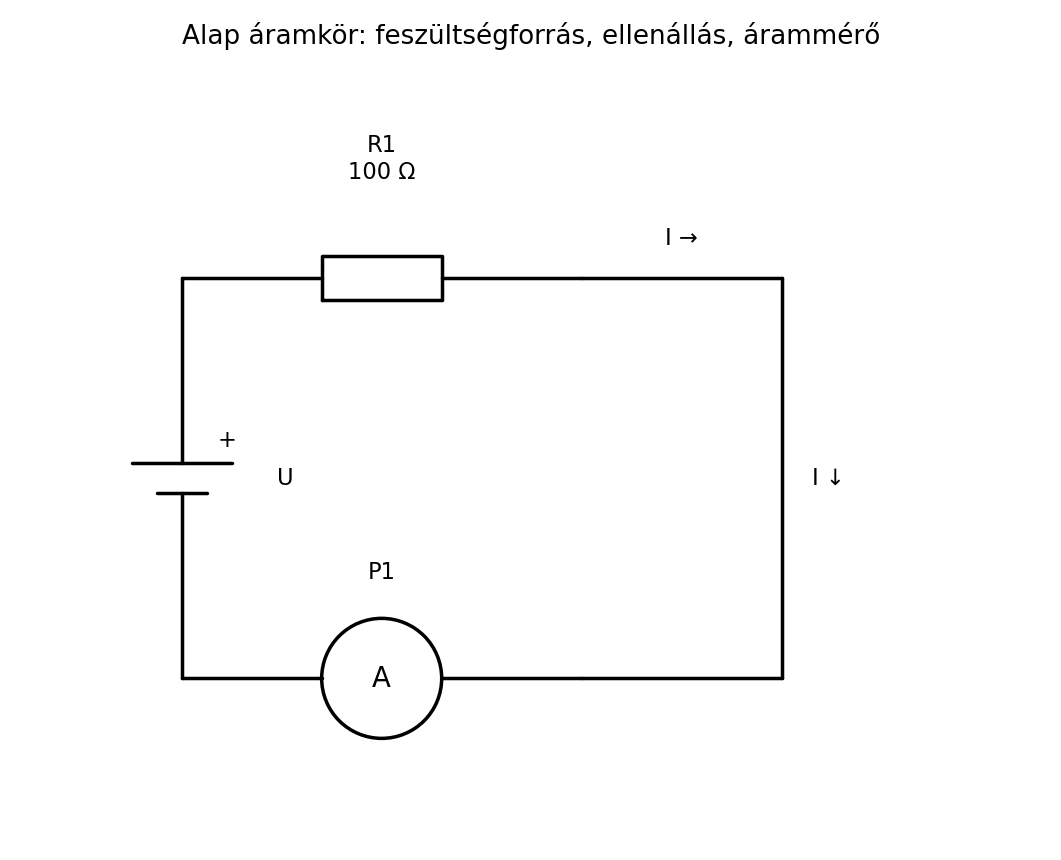 Alap áramkör: feszültségforrás, ellenállás, árammérő
R1
100 Ω
I →
+
U
I ↓
P1
A